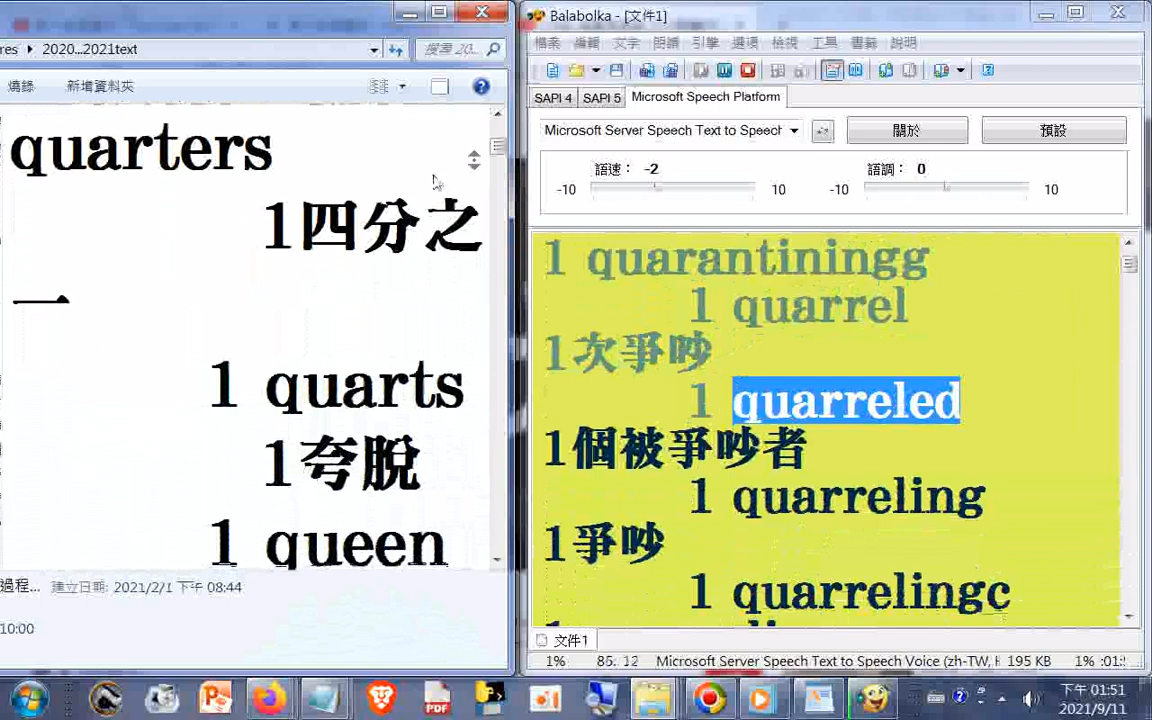 res ▸ 2020...2021text
搜尋 20...
燒錄 新增資料夾
quarters
1四分之
一
1 quarts
1夸脫
1 queen
過程... 建立日期: 2021/2/1 下午 08:44
10:00
Balabolka - [文件1]
檔案 編輯 文字 朗讀 引擎 選項 檢視 工具 書籤 說明
SAPI 4 SAPI 5 Microsoft Speech Platform
Microsoft Server Speech Text to Speech 關於 預設
語速： -2 語調： 0
-10 10 -10 10
1 quarantiningg
1 quarrel
1次爭吵
1 quarreled
1個被爭吵者
1 quarreling
1爭吵
1 quarrelingc
文件1
1% 85: 12 Microsoft Server Speech Text to Speech Voice (zh-TW, 195 KB 1%
下午 01:51
2021/9/11